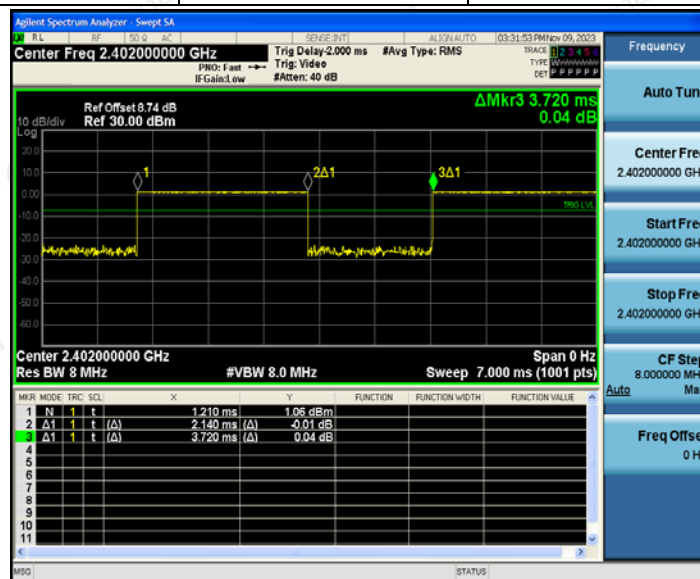 Agilent Spectrum Analyzer - Swept SA
RL RF 50 Ω AC SENSE:INT ALIGN AUTO 03:31:53 PM Nov 09, 2023
Center Freq 2.402000000 GHz
PNO: Fast
IFGain:Low
Trig Delay-2.000 ms
Trig: Video
#Atten: 40 dB
#Avg Type: RMS
TRACE 1 2 3 4 5 6
TYPE WWWWWW
DET P P P P P P
Ref Offset 8.74 dB
10 dB/div Ref 30.00 dBm
Log
ΔMkr3 3.720 ms
0.04 dB
20.0
10.0
0.00
-10.0
-20.0
-30.0
-40.0
-50.0
-60.0
1 2Δ1 3Δ1
TRIG LVL
Center 2.402000000 GHz Span 0 Hz
Res BW 8 MHz #VBW 8.0 MHz Sweep 7.000 ms (1001 pts)
MKR MODE TRC SCL X Y FUNCTION FUNCTION WIDTH FUNCTION VALUE
1 N 1 t 1.210 ms 1.06 dBm
2 Δ1 1 t (Δ) 2.140 ms (Δ) -0.01 dB
3 Δ1 1 t (Δ) 3.720 ms (Δ) 0.04 dB
4
5
6
7
8
9
10
11
MSG STATUS
Frequency
Auto Tun
Center Fre
2.402000000 GH
Start Fre
2.402000000 GH
Stop Fre
2.402000000 GH
CF Ste
8.000000 MH
Auto Ma
Freq Offse
0 H